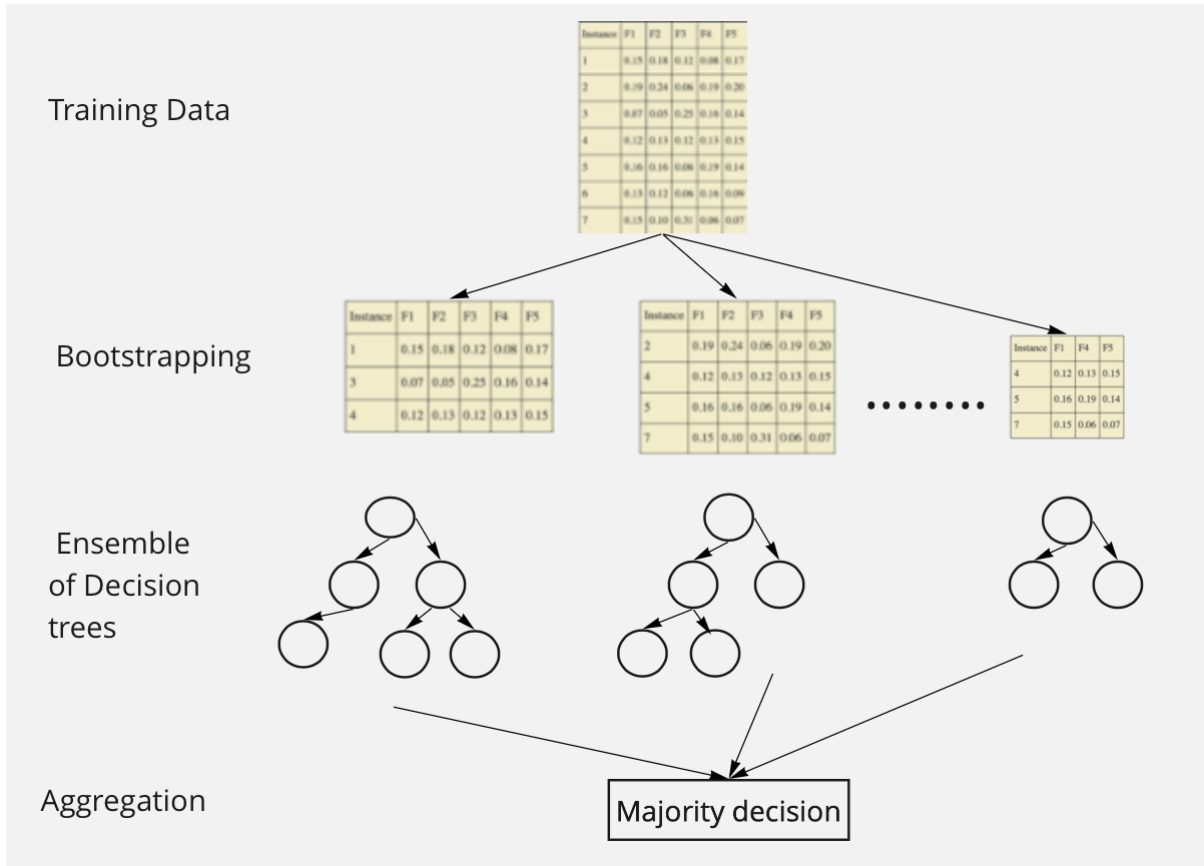 Training Data
Instance F1 F2 F3 F4 F5
1 0.15 0.18 0.12 0.08 0.17
2 0.19 0.24 0.06 0.19 0.20
3 0.07 0.05 0.25 0.16 0.14
4 0.12 0.13 0.12 0.13 0.15
5 0.16 0.16 0.06 0.19 0.14
6 0.13 0.12 0.06 0.16 0.09
7 0.15 0.10 0.31 0.06 0.07
Bootstrapping
Instance F1 F2 F3 F4 F5
1 0.15 0.18 0.12 0.08 0.17
3 0.07 0.05 0.25 0.16 0.14
4 0.12 0.13 0.12 0.13 0.15
Instance F1 F2 F3 F4 F5
2 0.19 0.24 0.06 0.19 0.20
4 0.12 0.13 0.12 0.13 0.15
5 0.16 0.16 0.06 0.19 0.14
7 0.15 0.10 0.31 0.06 0.07
Instance F1 F4 F5
4 0.12 0.13 0.15
5 0.16 0.19 0.14
7 0.15 0.06 0.07
Ensemble
of Decision
trees
Aggregation
Majority decision